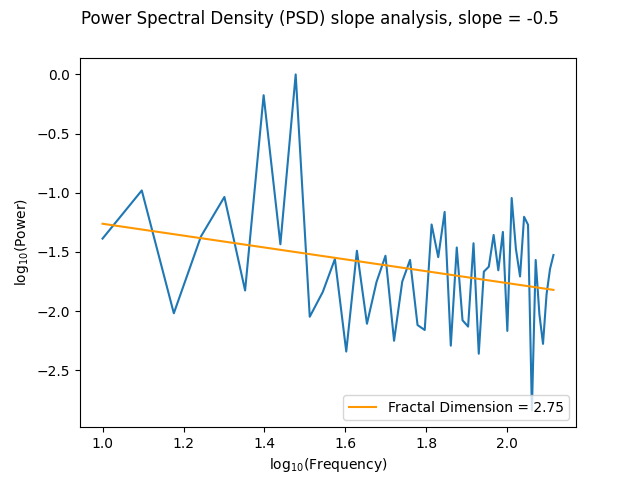 Power Spectral Density (PSD) slope analysis, slope = -0.5
0.0
−0.5
−1.0
−1.5
−2.0
−2.5
log₁₀(Power)
Fractal Dimension = 2.75
1.0 1.2 1.4 1.6 1.8 2.0
log₁₀(Frequency)